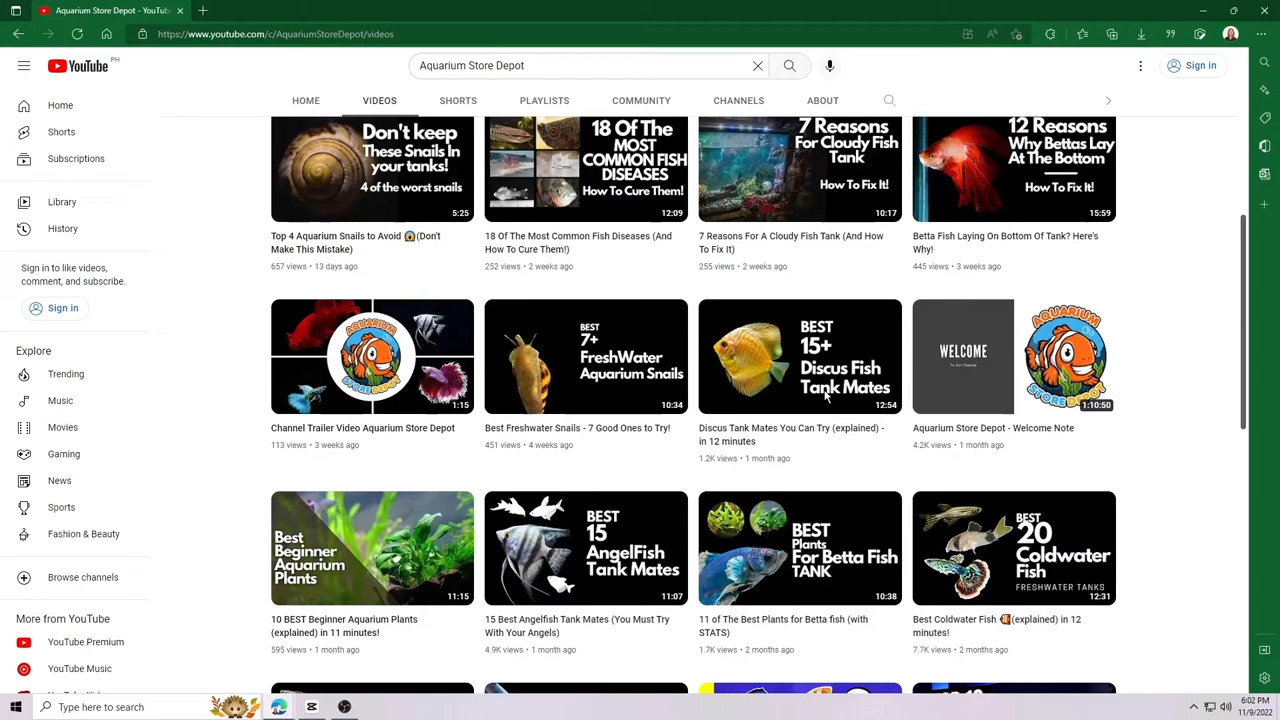 Aquarium Store Depot - YouTub
https://www.youtube.com/c/AquariumStoreDepot/videos
YouTube PH
Aquarium Store Depot
Sign in
HOME
VIDEOS
SHORTS
PLAYLISTS
COMMUNITY
CHANNELS
ABOUT
Home
Shorts
Subscriptions
Library
History
Sign in to like videos,
comment, and subscribe.
Sign in
Explore
Trending
Music
Movies
Gaming
News
Sports
Fashion & Beauty
Browse channels
More from YouTube
YouTube Premium
YouTube Music
Don't keep
These Snails In
your tanks!
4 of the worst snails
5:25
Top 4 Aquarium Snails to Avoid 😱(Don't
Make This Mistake)
657 views • 13 days ago
18 Of The
MOST
COMMON FISH
DISEASES
How To Cure Them!
12:09
18 Of The Most Common Fish Diseases (And
How To Cure Them!)
252 views • 2 weeks ago
7 Reasons
For Cloudy Fish
Tank
How To Fix It!
10:17
7 Reasons For A Cloudy Fish Tank (And How
To Fix It)
255 views • 2 weeks ago
12 Reasons
Why Bettas Lay
At The Bottom
How To Fix It!
15:59
Betta Fish Laying On Bottom Of Tank? Here's
Why!
445 views • 3 weeks ago
AQUARIUM
STORE DEPOT
1:15
Channel Trailer Video Aquarium Store Depot
113 views • 3 weeks ago
BEST
7+
FreshWater
Aquarium Snails
10:34
Best Freshwater Snails - 7 Good Ones to Try!
451 views • 4 weeks ago
BEST
15+
Discus Fish
Tank Mates
12:54
Discus Tank Mates You Can Try (explained) -
in 12 minutes
1.2K views • 1 month ago
WELCOME
AQUARIUM
STORE DEPOT
1:10:50
Aquarium Store Depot - Welcome Note
4.2K views • 1 month ago
Best
Beginner
Aquarium
Plants
11:15
10 BEST Beginner Aquarium Plants
(explained) in 11 minutes!
595 views • 1 month ago
BEST
15
AngelFish
Tank Mates
11:07
15 Best Angelfish Tank Mates (You Must Try
With Your Angels)
4.9K views • 1 month ago
BEST
Plants
For Betta Fish
TANK
10:38
11 of The Best Plants for Betta fish (with
STATS)
1.7K views • 2 months ago
BEST
20
Coldwater
Fish
FRESHWATER TANKS
12:31
Best Coldwater Fish 🐠(explained) in 12
minutes!
7.7K views • 2 months ago
Type here to search
6:02 PM
11/9/2022